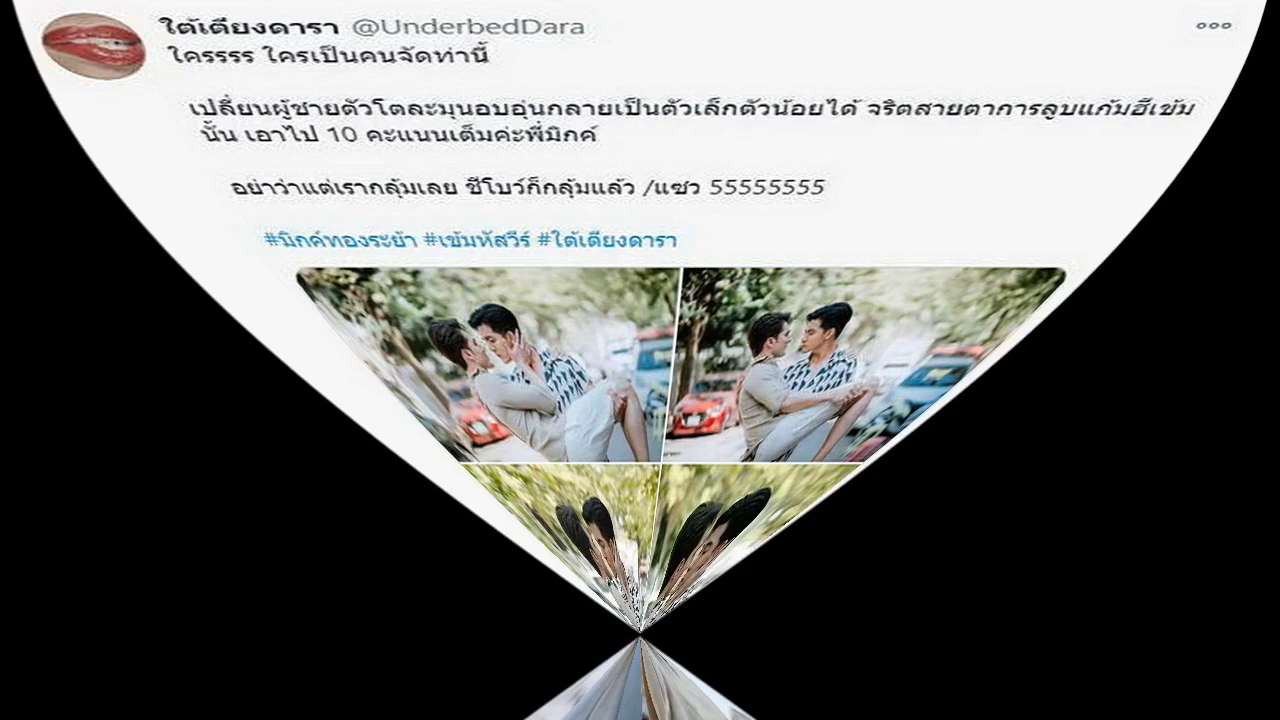 ใต้เตียงดารา @UnderbedDara
ใครรรร ใครเป็นคนจัดท่านี้
เปลี่ยนผู้ชายตัวโตละมุนอบอุ่นกลายเป็นตัวเล็กตัวน้อยได้ จริตสายตาการลูบแก้มฮึเข้ม
นั้น เอาไป 10 คะแนนเต็มค่ะพี่มิกค์
อย่าว่าแต่เรากลุ้มเลย ชีโบว์ก็กลุ้มแล้ว /แซว 55555555
#มิกค์ทองระย้า #เข้มหัสวีร์ #ใต้เตียงดารา